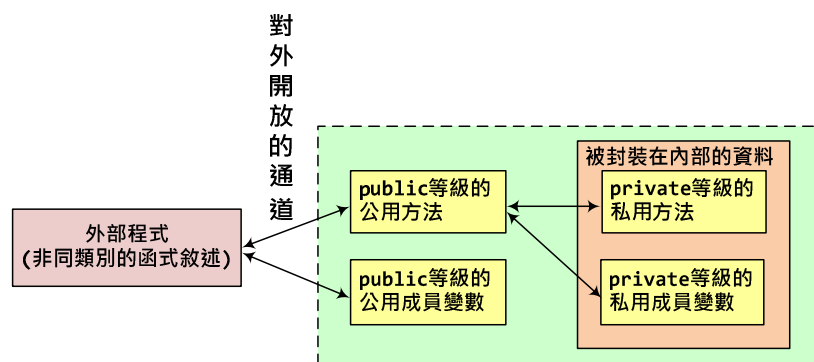 對外開放的通道
被封裝在內部的資料
public等級的
公用方法
private等級的
私用方法
外部程式
(非同類別的函式敘述)
public等級的
公用成員變數
private等級的
私用成員變數